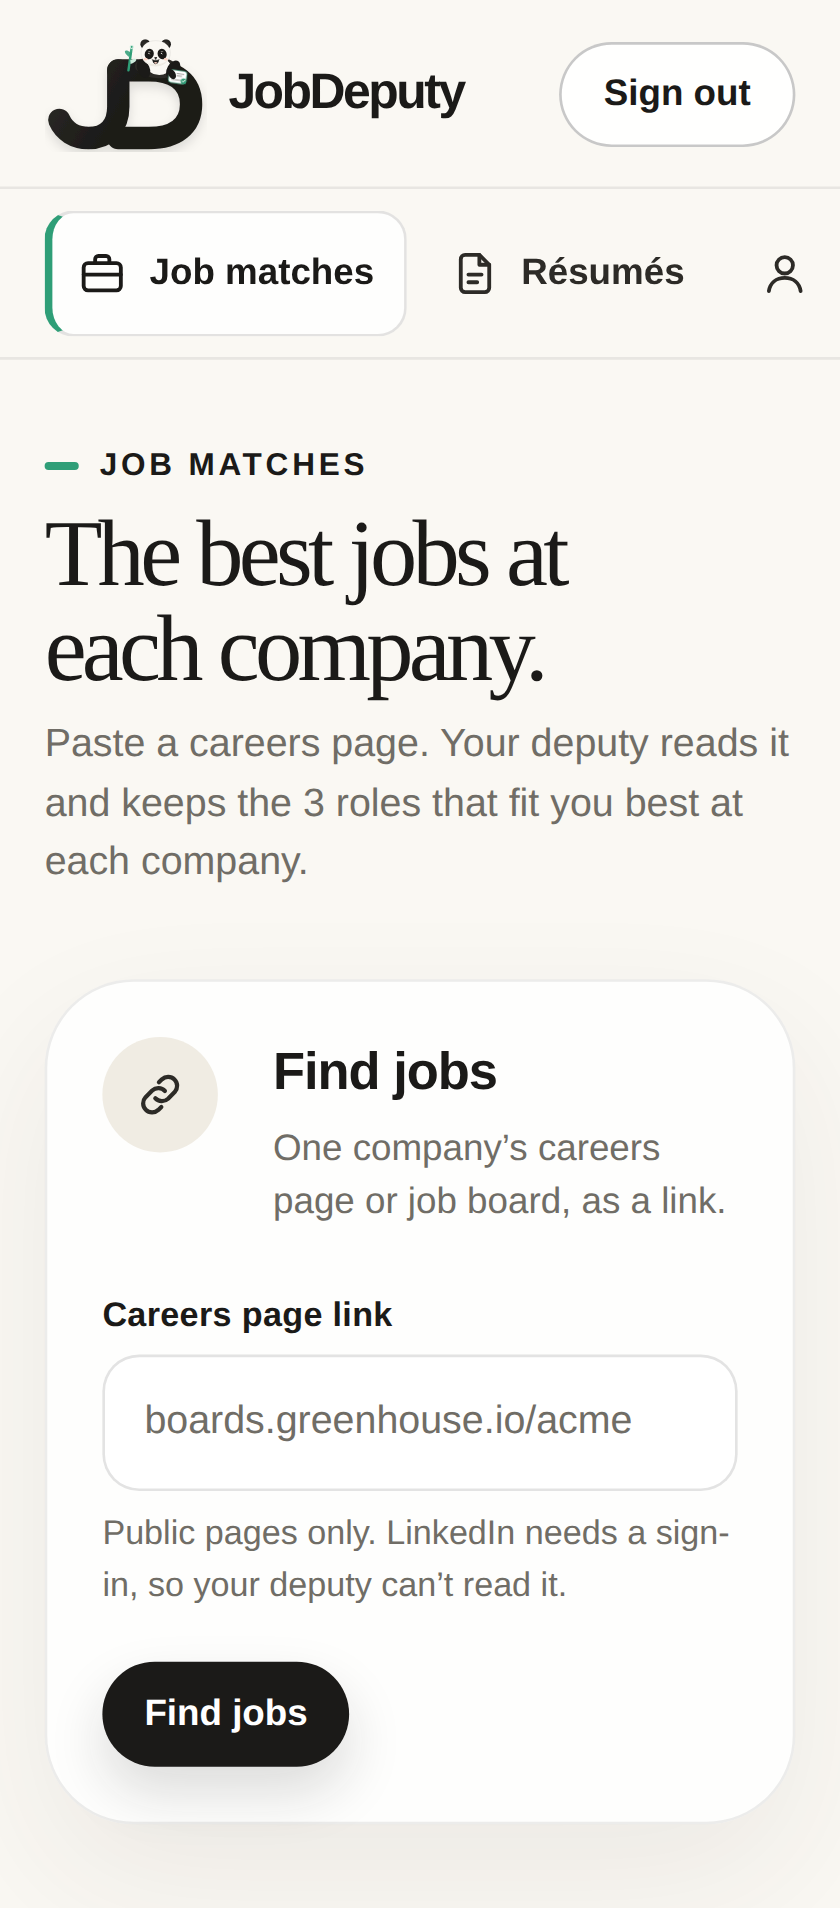 JobDeputy
Sign out
Job matches
Résumés
JOB MATCHES
The best jobs at
each company.
Paste a careers page. Your deputy reads it
and keeps the 3 roles that fit you best at
each company.
Find jobs
One company’s careers
page or job board, as a link.
Careers page link
boards.greenhouse.io/acme
Public pages only. LinkedIn needs a sign-
in, so your deputy can’t read it.
Find jobs